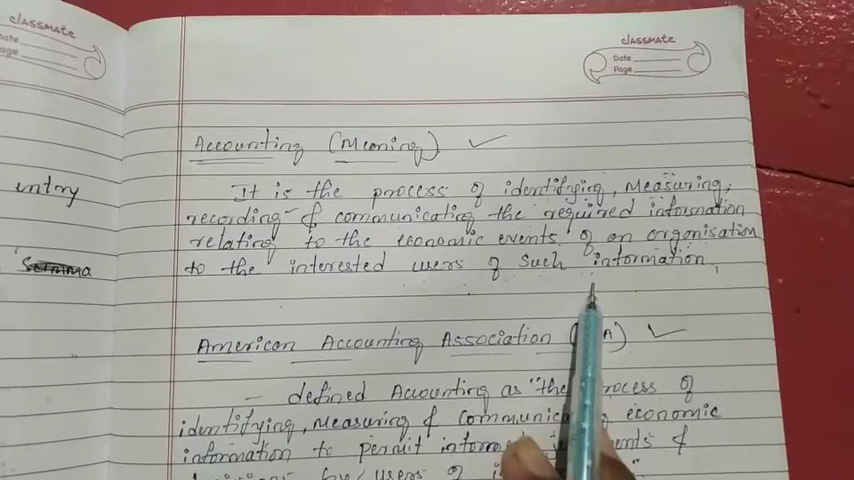 classmate
Date
Page
entry
classmate
Date
Page
Accounting (Meaning)
It is the process of identifying, Measuring,
recording & communicating the required information
relating to the economic events of an organisation
to the interested users of such information,
American Accounting Association
defined Accounting as "the process of
identifying, Measuring & communica economic
information to permit
users of